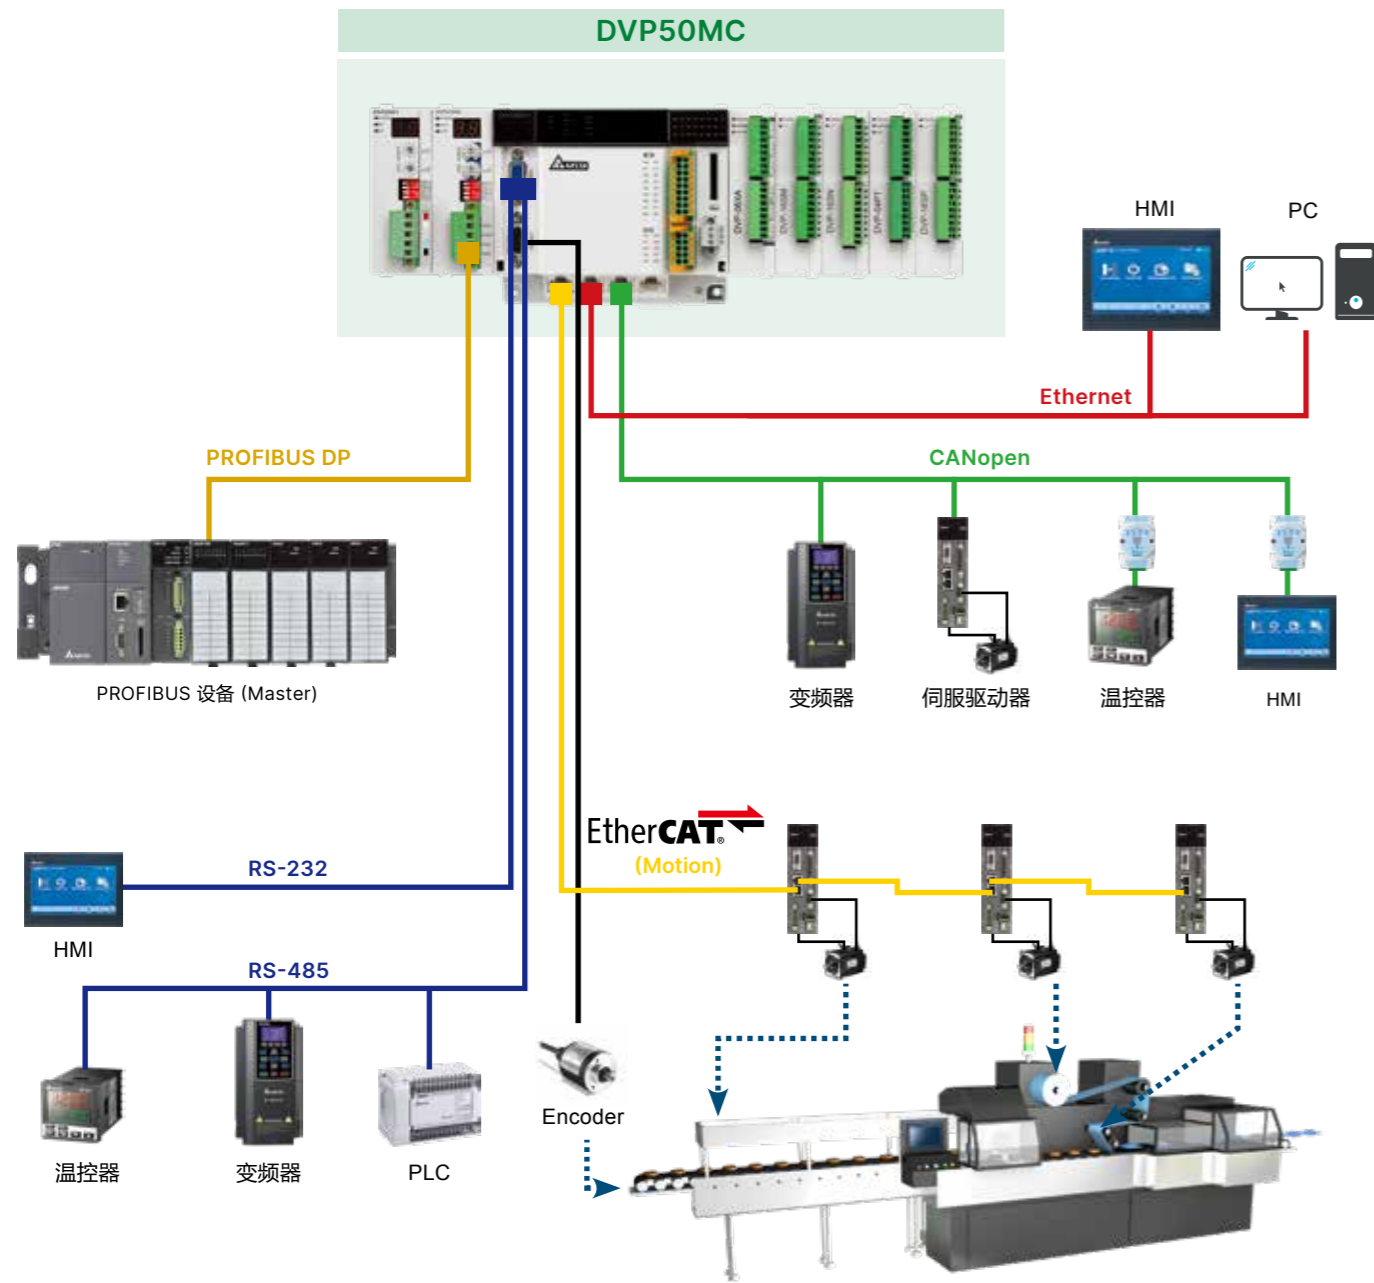 DVP50MC
HMI
PC
Ethernet
PROFIBUS DP
CANopen
PROFIBUS 设备 (Master)
变频器
伺服驱动器
温控器
HMI
EtherCAT®
(Motion)
RS-232
HMI
RS-485
Encoder
温控器
变频器
PLC